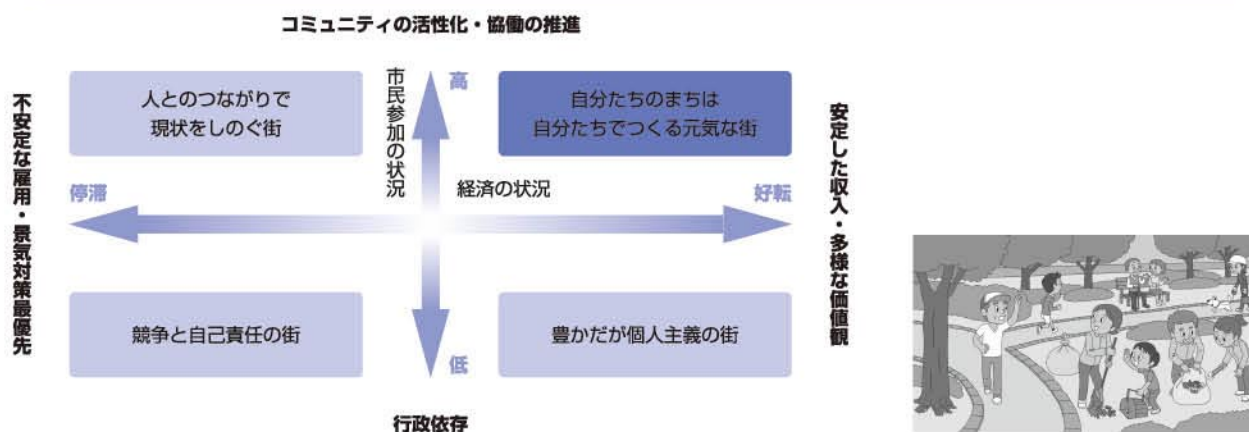 コミュニティの活性化・協働の推進
不安定な雇用・景気対策最優先
人とのつながりで
現状をしのぐ街
市民参加の状況
高
自分たちのまちは
自分たちでつくる元気な街
安定した収入・多様な価値観
停滞
経済の状況
好転
競争と自己責任の街
豊かだが個人主義の街
低
行政依存